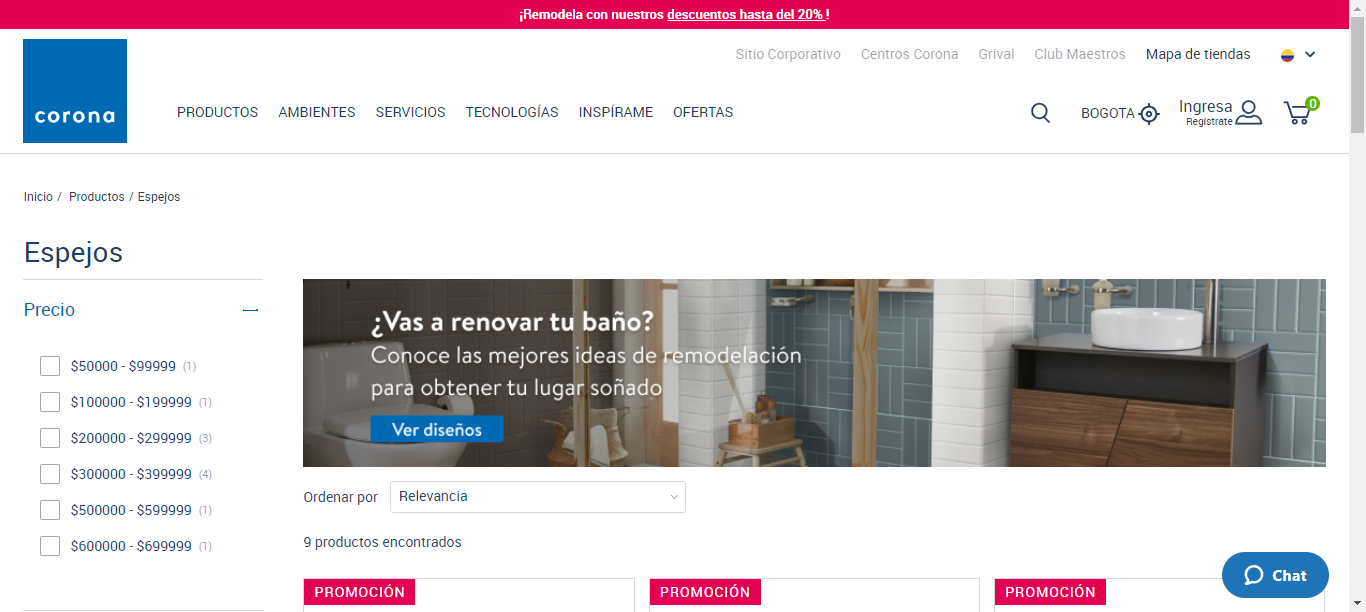 ¡Remodela con nuestros descuentos hasta del 20% !
Sitio Corporativo Centros Corona Grival Club Maestros Mapa de tiendas
corona
PRODUCTOS AMBIENTES SERVICIOS TECNOLOGÍAS INSPÍRAME OFERTAS
BOGOTA
Ingresa
Regístrate
0
Inicio / Productos / Espejos
Espejos
Precio
$50000 - $99999 (1)
$100000 - $199999 (1)
$200000 - $299999 (3)
$300000 - $399999 (4)
$500000 - $599999 (1)
$600000 - $699999 (1)
¿Vas a renovar tu baño?
Conoce las mejores ideas de remodelación
para obtener tu lugar soñado
Ver diseños
Ordenar por Relevancia
9 productos encontrados
PROMOCIÓN PROMOCIÓN PROMOCIÓN
Chat